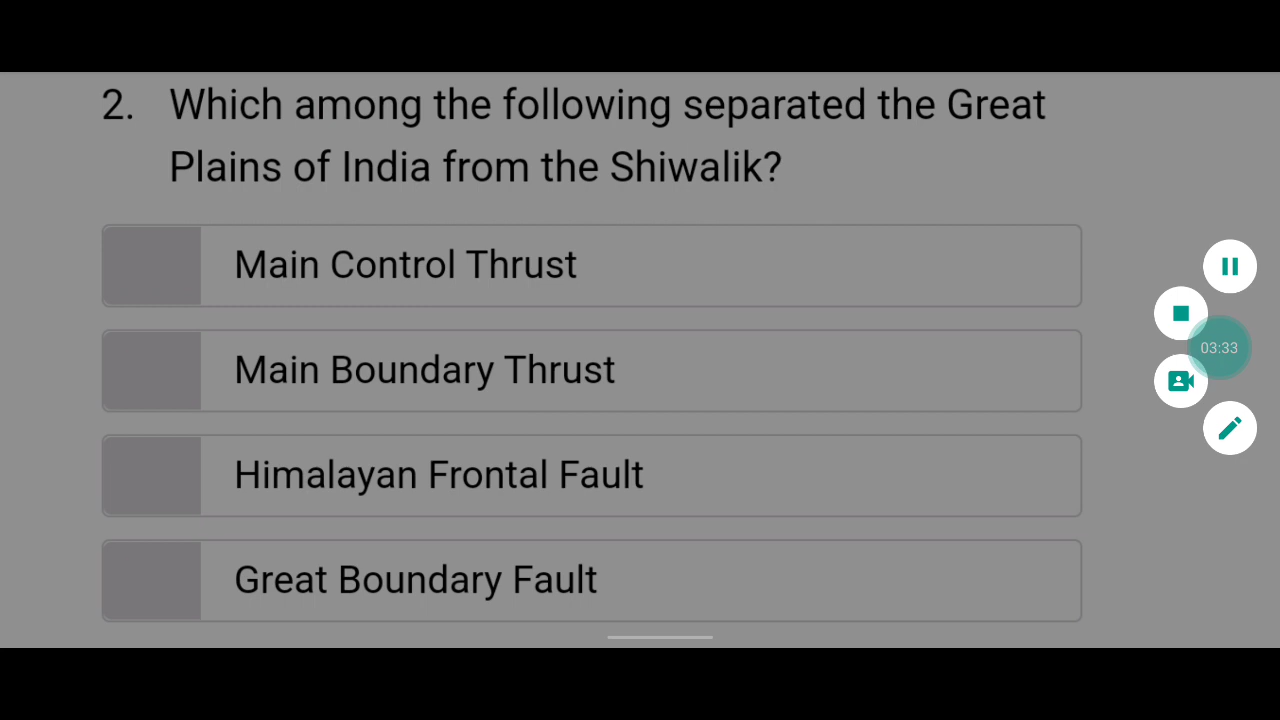 2. Which among the following separated the Great
Plains of India from the Shiwalik?
Main Control Thrust
Main Boundary Thrust
Himalayan Frontal Fault
Great Boundary Fault
03:33